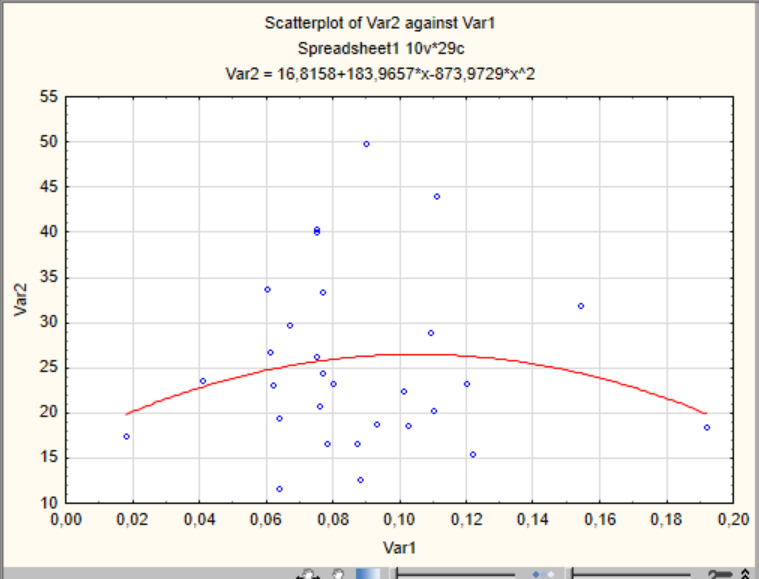 Scatterplot of Var2 against Var1
Spreadsheet1 10v*29c
Var2 = 16,8158+183,9657*x-873,9729*x^2
55
50
45
40
35
30
25
20
15
10
Var2
0,00 0,02 0,04 0,06 0,08 0,10 0,12 0,14 0,16 0,18 0,20
Var1